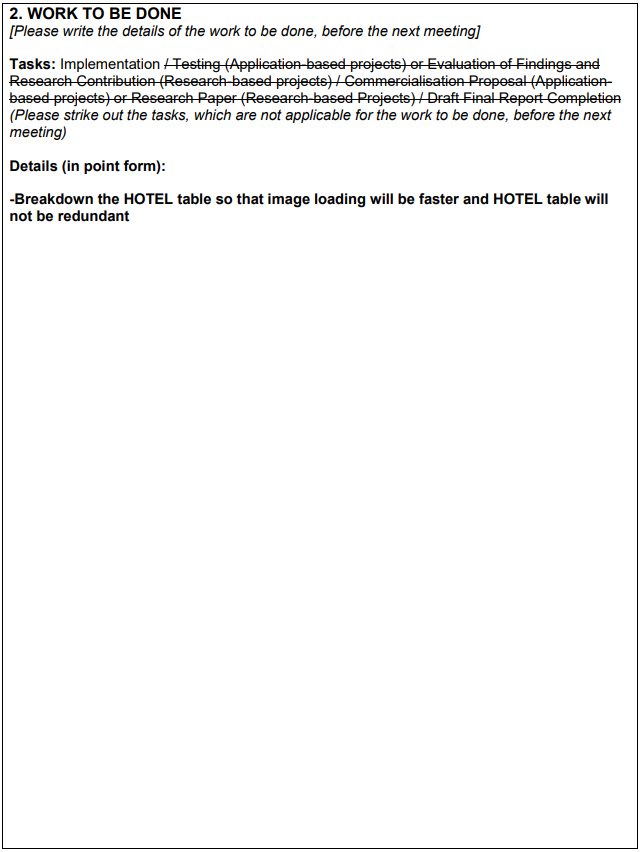 2. WORK TO BE DONE
[Please write the details of the work to be done, before the next meeting]
Tasks: Implementation / Testing (Application-based projects) or Evaluation of Findings and
Research Contribution (Research-based projects) / Commercialisation Proposal (Application-
based projects) or Research Paper (Research-based Projects) / Draft Final Report Completion
(Please strike out the tasks, which are not applicable for the work to be done, before the next
meeting)
Details (in point form):
-Breakdown the HOTEL table so that image loading will be faster and HOTEL table will
not be redundant